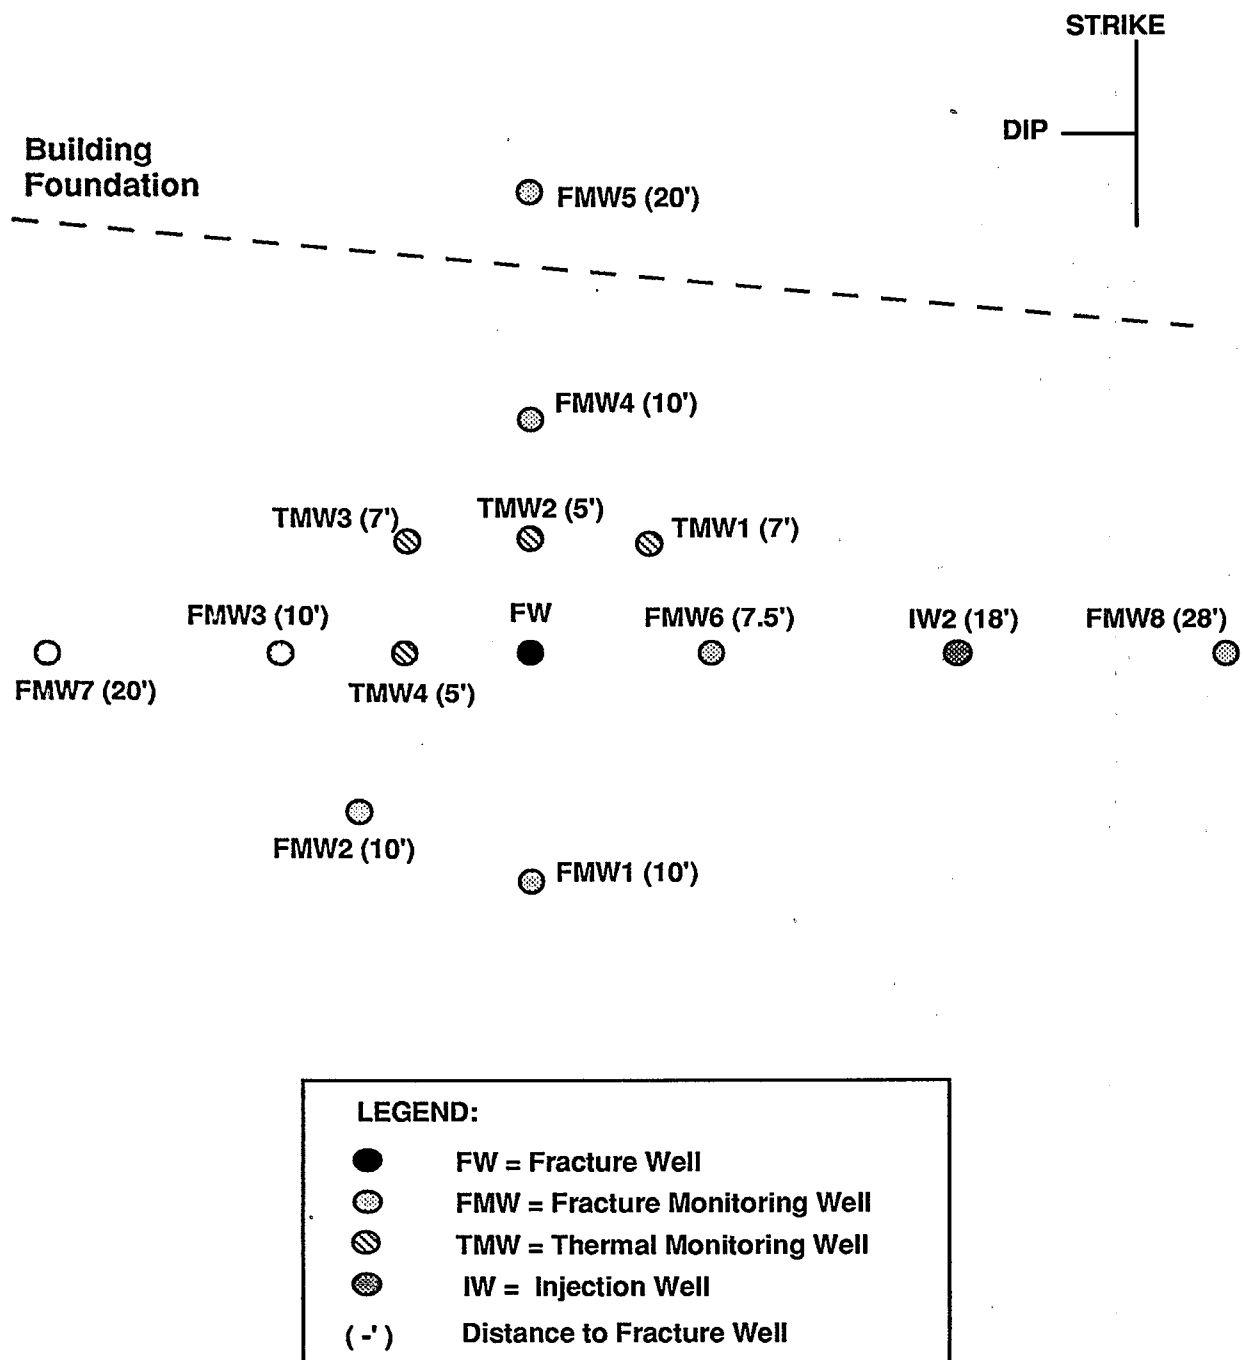 STRIKE
DIP
Building
Foundation
FMW5 (20')
FMW4 (10')
TMW3 (7')
TMW2 (5')
TMW1 (7')
FMW3 (10')
FW
FMW6 (7.5')
IW2 (18')
FMW8 (28')
FMW7 (20')
TMW4 (5')
FMW2 (10')
FMW1 (10')
LEGEND:
FW = Fracture Well
FMW = Fracture Monitoring Well
TMW = Thermal Monitoring Well
IW = Injection Well
( -' ) Distance to Fracture Well